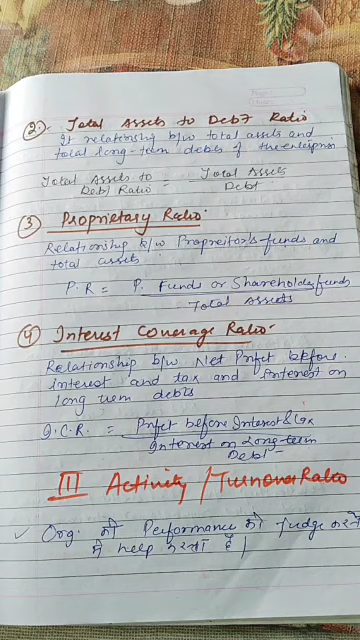 ② Total Assets to Debt Ratio
It relationship b/w total assets and
total long-term debts of the enterprise
Total Assets to Debt Ratio = Total Assets / Debt
③ Proprietary Ratio.
Relationship b/w Propreitor's funds and
total assets
P.R = P. Funds or Shareholders funds / Total Assets
④ Interest Coverage Ratio.
Relationship b/w Net Profit before
interest and tax and interest on
long term debts
I.C.R. = Profit before Interest & tax / Interest on Long-term Debt
III Activity / Turnover Ratio
✓ Org. की Performance को judge करने
में help करता है|